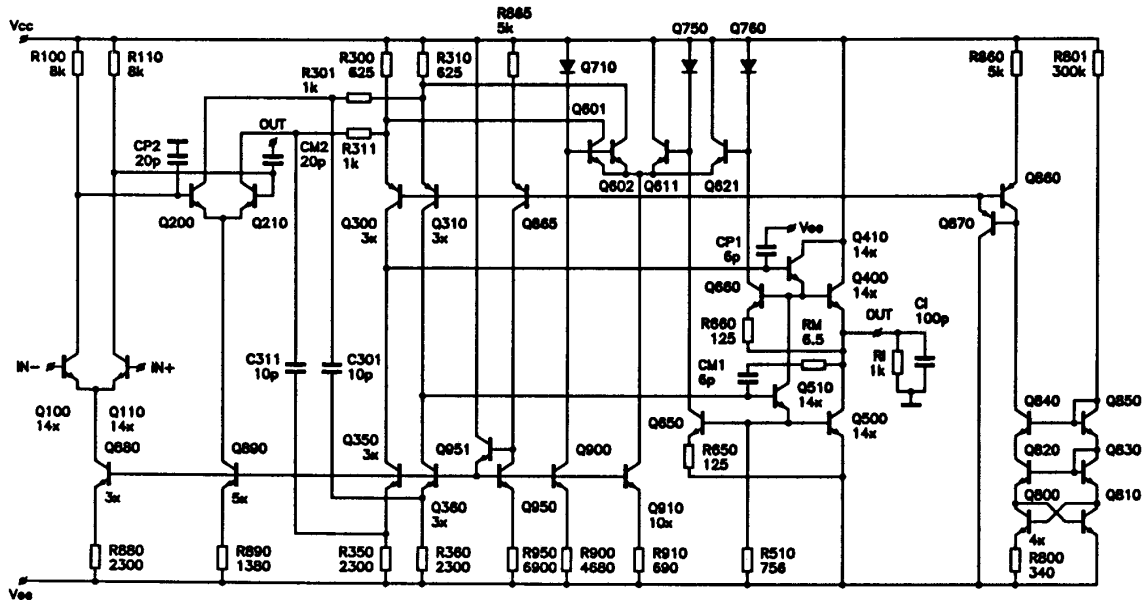 Vcc
R100
8k
R110
8k
R301
1k
R300
625
R310
625
R865
5k
Q710
Q750
Q760
R860
5k
R801
300k
CP2
20p
OUT
CM2
20p
R311
1k
Q601
Q602
Q611
Q621
Q860
Q200
Q210
Q300
3x
Q310
3x
Q865
Q870
CP1
6p
Vee
Q410
14x
Q660
Q400
14x
R660
125
RM
6.5
OUT
CI
100p
RI
1k
C311
10p
C301
10p
CM1
6p
IN-
IN+
Q100
14x
Q110
14x
Q510
14x
Q500
14x
Q840
Q850
Q880
3x
Q890
5x
Q350
3x
Q951
Q900
Q650
R650
125
Q820
Q830
Q360
3x
Q950
Q910
10x
Q800
4x
Q810
R880
2300
R890
1380
R350
2300
R360
2300
R950
6900
R900
4680
R910
690
R510
756
R800
340
Vee